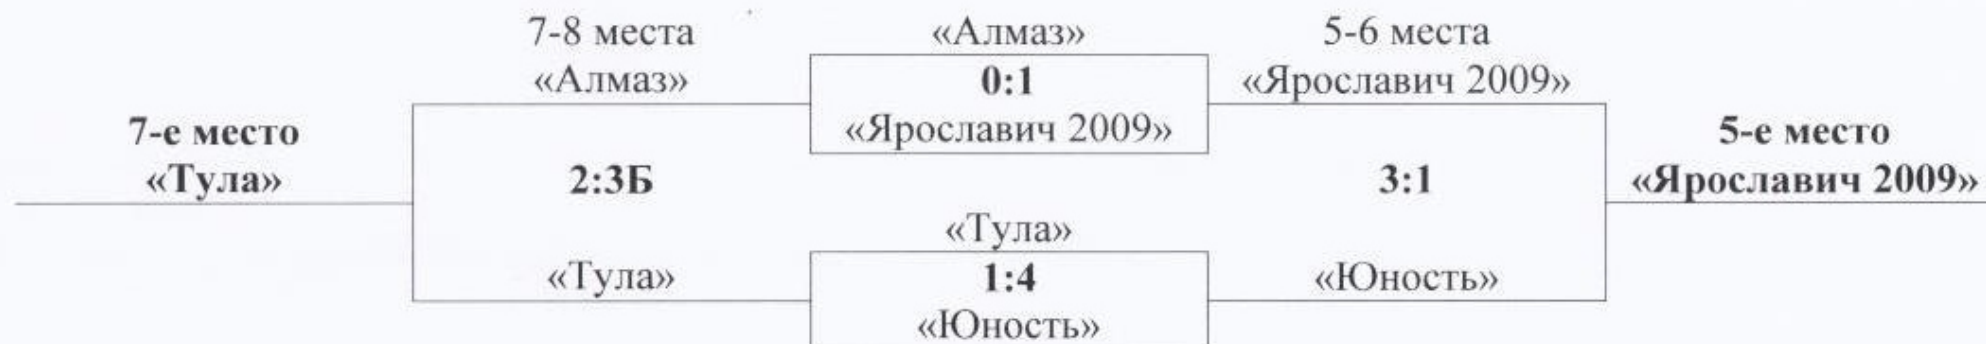 7-8 места
«Алмаз»
5-6 места
«Алмаз»
0:1
«Ярославич 2009»
«Ярославич 2009»
7-е место
5-е место
«Тула»
2:3Б
3:1
«Ярославич 2009»
«Тула»
«Тула»
1:4
«Юность»
«Юность»